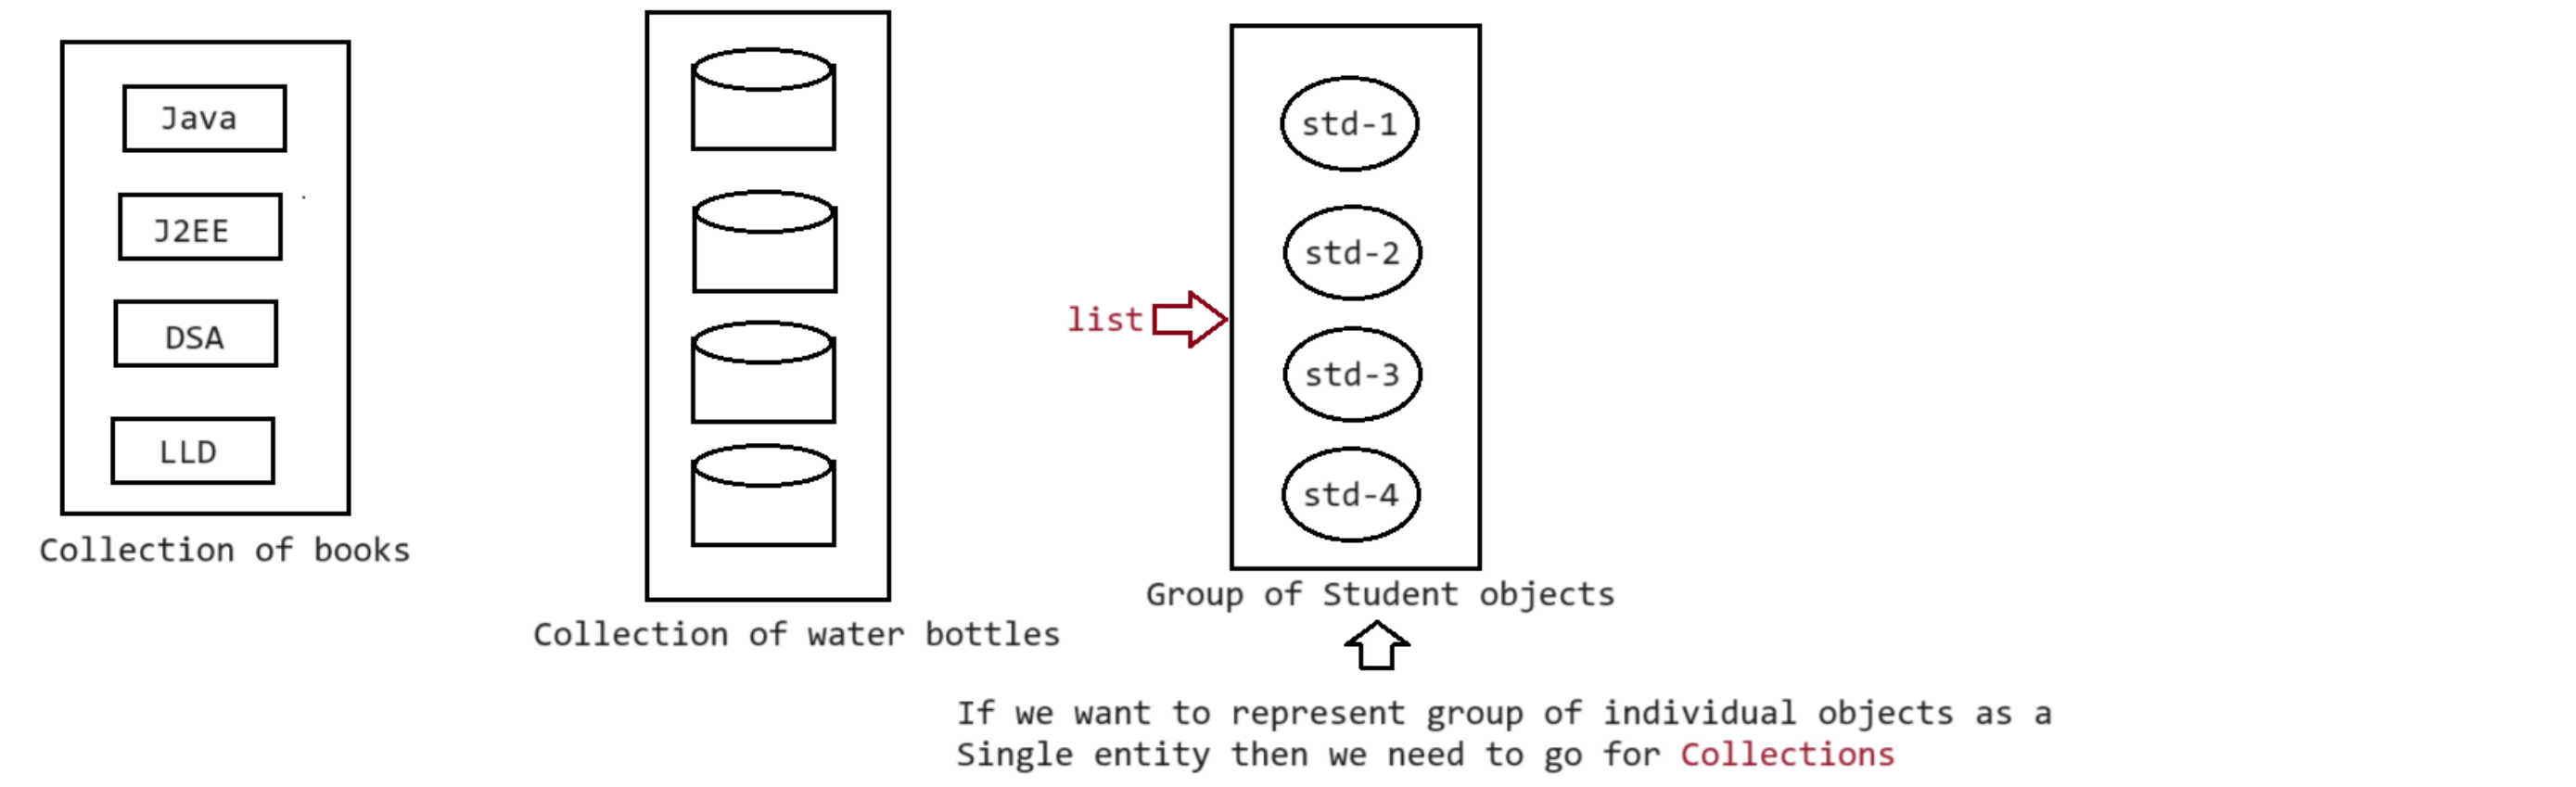 Java
J2EE
DSA
LLD
Collection of books
Collection of water bottles
list
std-1
std-2
std-3
std-4
Group of Student objects
If we want to represent group of individual objects as a
Single entity then we need to go for Collections